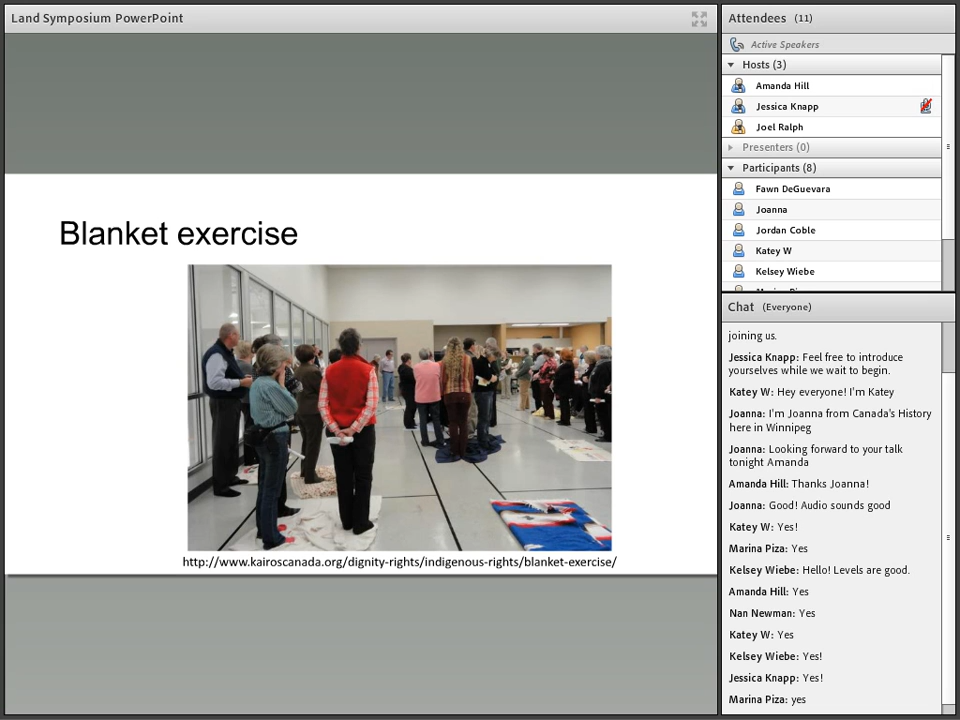 Land Symposium PowerPoint
Blanket exercise
http://www.kairoscanada.org/dignity-rights/indigenous-rights/blanket-exercise/
Attendees (11)
Active Speakers
Hosts (3)
Amanda Hill
Jessica Knapp
Joel Ralph
Presenters (0)
Participants (8)
Fawn DeGuevara
Joanna
Jordan Coble
Katey W
Kelsey Wiebe
Chat (Everyone)
joining us.
Jessica Knapp: Feel free to introduce
yourselves while we wait to begin.
Katey W: Hey everyone! I'm Katey
Joanna: I'm Joanna from Canada's History
here in Winnipeg
Joanna: Looking forward to your talk
tonight Amanda
Amanda Hill: Thanks Joanna!
Joanna: Good! Audio sounds good
Katey W: Yes!
Marina Piza: Yes
Kelsey Wiebe: Hello! Levels are good.
Amanda Hill: Yes
Nan Newman: Yes
Katey W: Yes
Kelsey Wiebe: Yes!
Jessica Knapp: Yes!
Marina Piza: yes